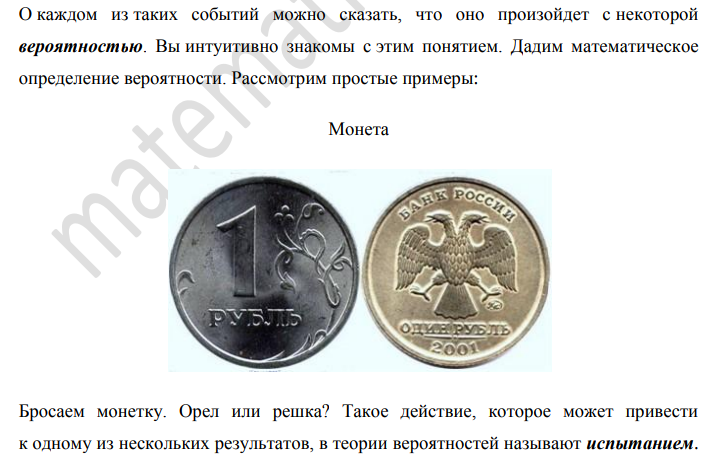 О каждом из таких событий можно сказать, что оно произойдет с некоторой
вероятностью. Вы интуитивно знакомы с этим понятием. Дадим математическое
определение вероятности. Рассмотрим простые примеры:
matemat
Монета
1
РУБЛЬ
БАНК РОССИИ
ОДИН РУБЛЬ
2001
Бросаем монетку. Орел или решка? Такое действие, которое может привести
к одному из нескольких результатов, в теории вероятностей называют испытанием.